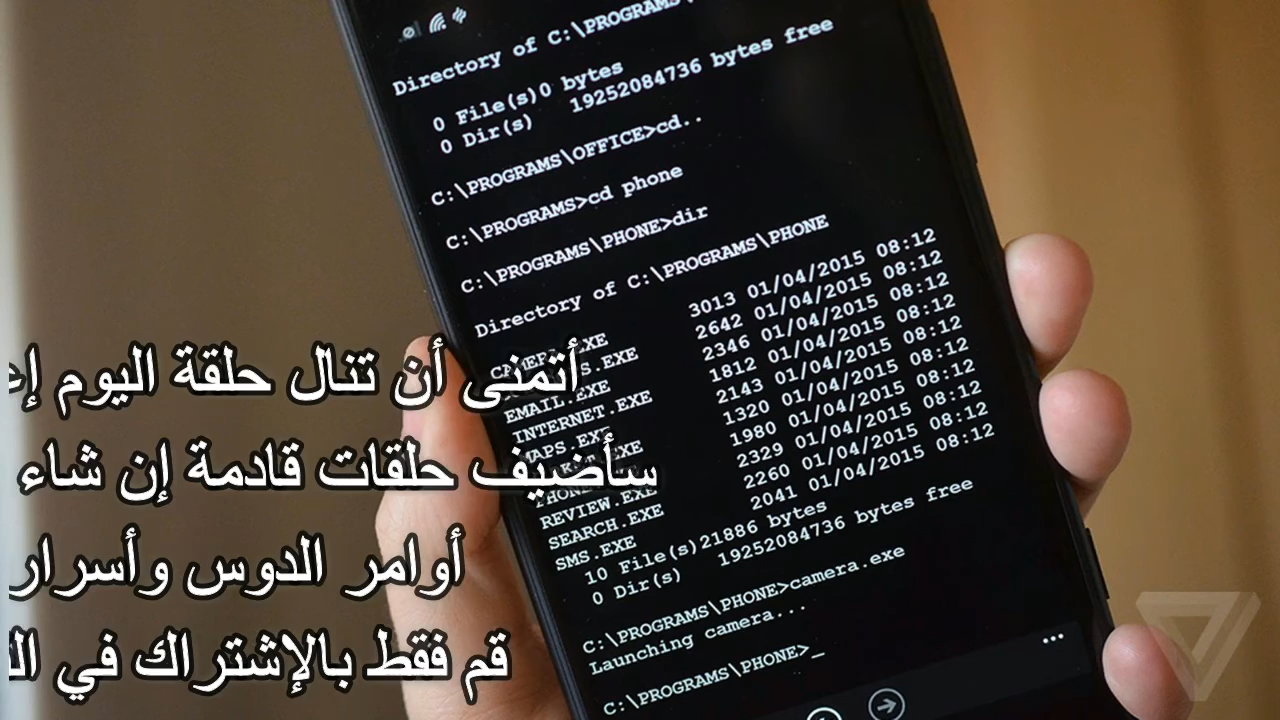 Directory of C:\PROGRAMS\
0 File(s)0 bytes
0 Dir(s) 19252084736 bytes free
C:\PROGRAMS\OFFICE>cd..
C:\PROGRAMS>cd phone
C:\PROGRAMS\PHONE>dir
Directory of C:\PROGRAMS\PHONE
3013 01/04/2015 08:12
2642 01/04/2015 08:12
EMAIL.EXE 2346 01/04/2015 08:12
INTERNET.EXE 1812 01/04/2015 08:12
MAPS.EXE 2143 01/04/2015 08:12
1320 01/04/2015 08:12
1980 01/04/2015 08:12
REVIEW.EXE 2329 01/04/2015 08:12
SEARCH.EXE 2260 01/04/2015 08:12
SMS.EXE 2041 01/04/2015 08:12
10 File(s)21886 bytes
0 Dir(s) 19252084736 bytes free
C:\PROGRAMS\PHONE>camera.exe
Launching camera...
C:\PROGRAMS\PHONE>_
أتمنى أن تنال حلقة اليوم
سأضيف حلقات قادمة إن شاء
أوامر الدوس وأسرار
قم فقط بالإشتراك في